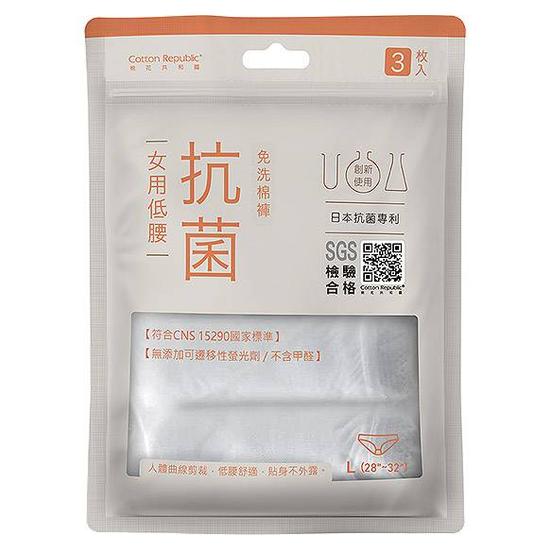 Cotton Republic®
棉花共和國
3
枚入
免洗棉褲
抗菌
女用低腰
創新
使用
日本抗菌專利
SGS
檢驗
合格
Cotton Republic®
棉花共和國
【符合CNS 15290國家標準】
【無添加可遷移性螢光劑/不含甲醛】
L (28"~32")
人體曲線剪裁，低腰舒適，貼身不外露。